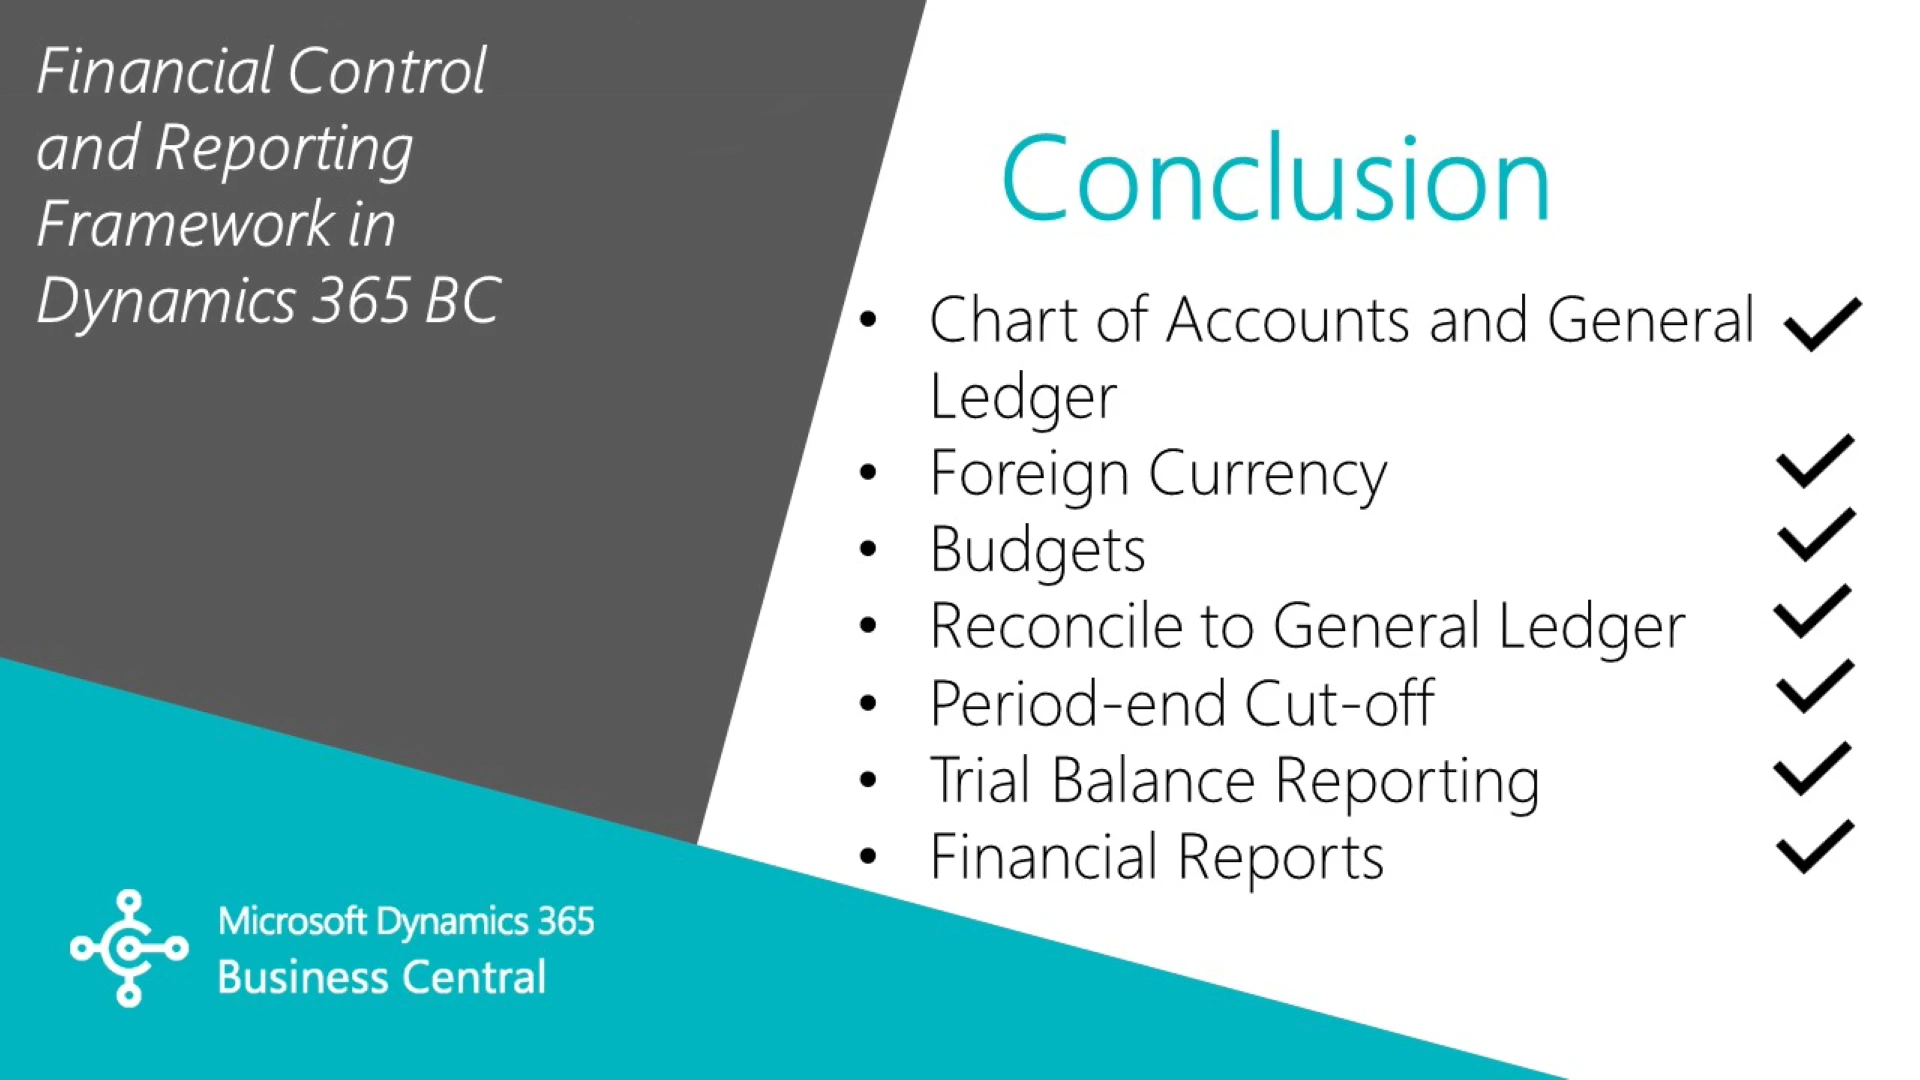 Financial Control
and Reporting
Framework in
Dynamics 365 BC
Conclusion
• Chart of Accounts and General
Ledger
• Foreign Currency
• Budgets
• Reconcile to General Ledger
• Period-end Cut-off
• Trial Balance Reporting
• Financial Reports
Microsoft Dynamics 365
Business Central